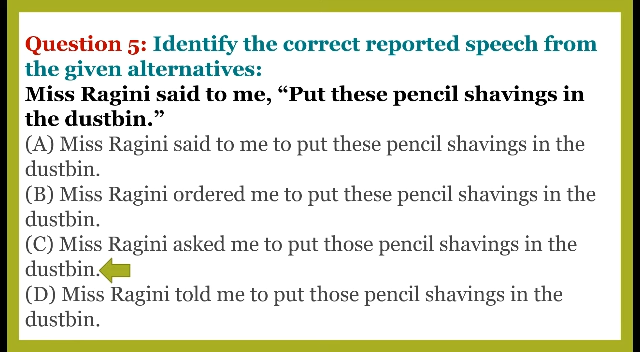 Question 5: Identify the correct reported speech from
the given alternatives:
Miss Ragini said to me, “Put these pencil shavings in
the dustbin.”
(A) Miss Ragini said to me to put these pencil shavings in the
dustbin.
(B) Miss Ragini ordered me to put these pencil shavings in the
dustbin.
(C) Miss Ragini asked me to put those pencil shavings in the
dustbin.
(D) Miss Ragini told me to put those pencil shavings in the
dustbin.